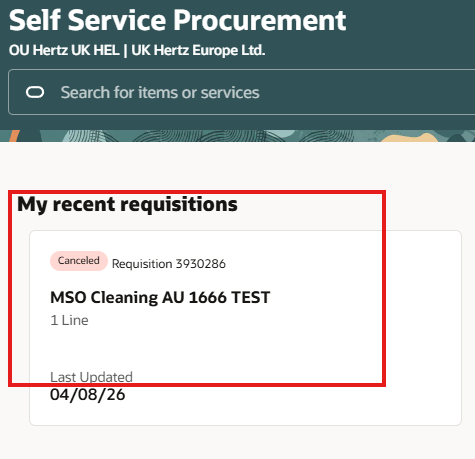 Self Service Procurement
OU Hertz UK HEL | UK Hertz Europe Ltd.
Search for items or services
My recent requisitions
Canceled Requisition 3930286
MSO Cleaning AU 1666 TEST
1 Line
Last Updated
04/08/26